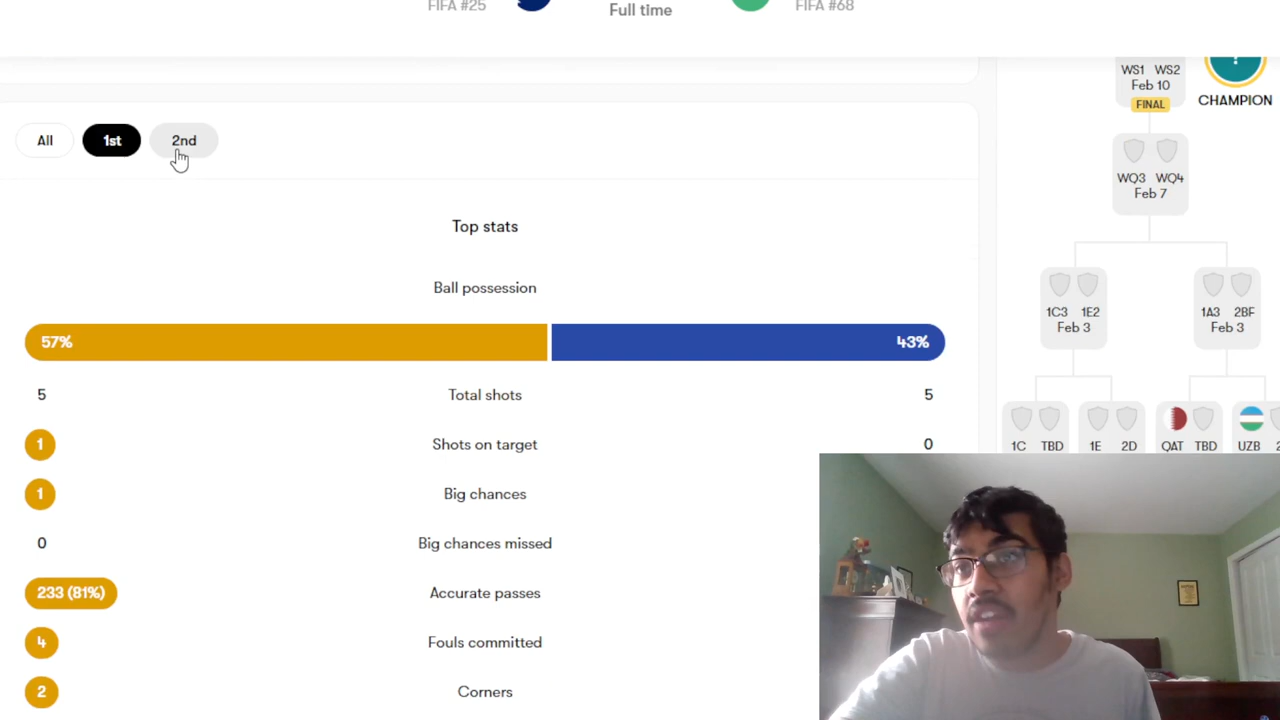 FIFA #25
Full time
FIFA #68
All
1st
2nd
Top stats
Ball possession
57%
43%
5
Total shots
5
1
Shots on target
0
1
Big chances
0
Big chances missed
233 (81%)
Accurate passes
4
Fouls committed
2
Corners
WS1 WS2
Feb 10
FINAL
CHAMPION
WQ3 WQ4
Feb 7
1C3 1E2
Feb 3
1A3 2BF
Feb 3
1C TBD
1E 2D
QAT TBD
UZB